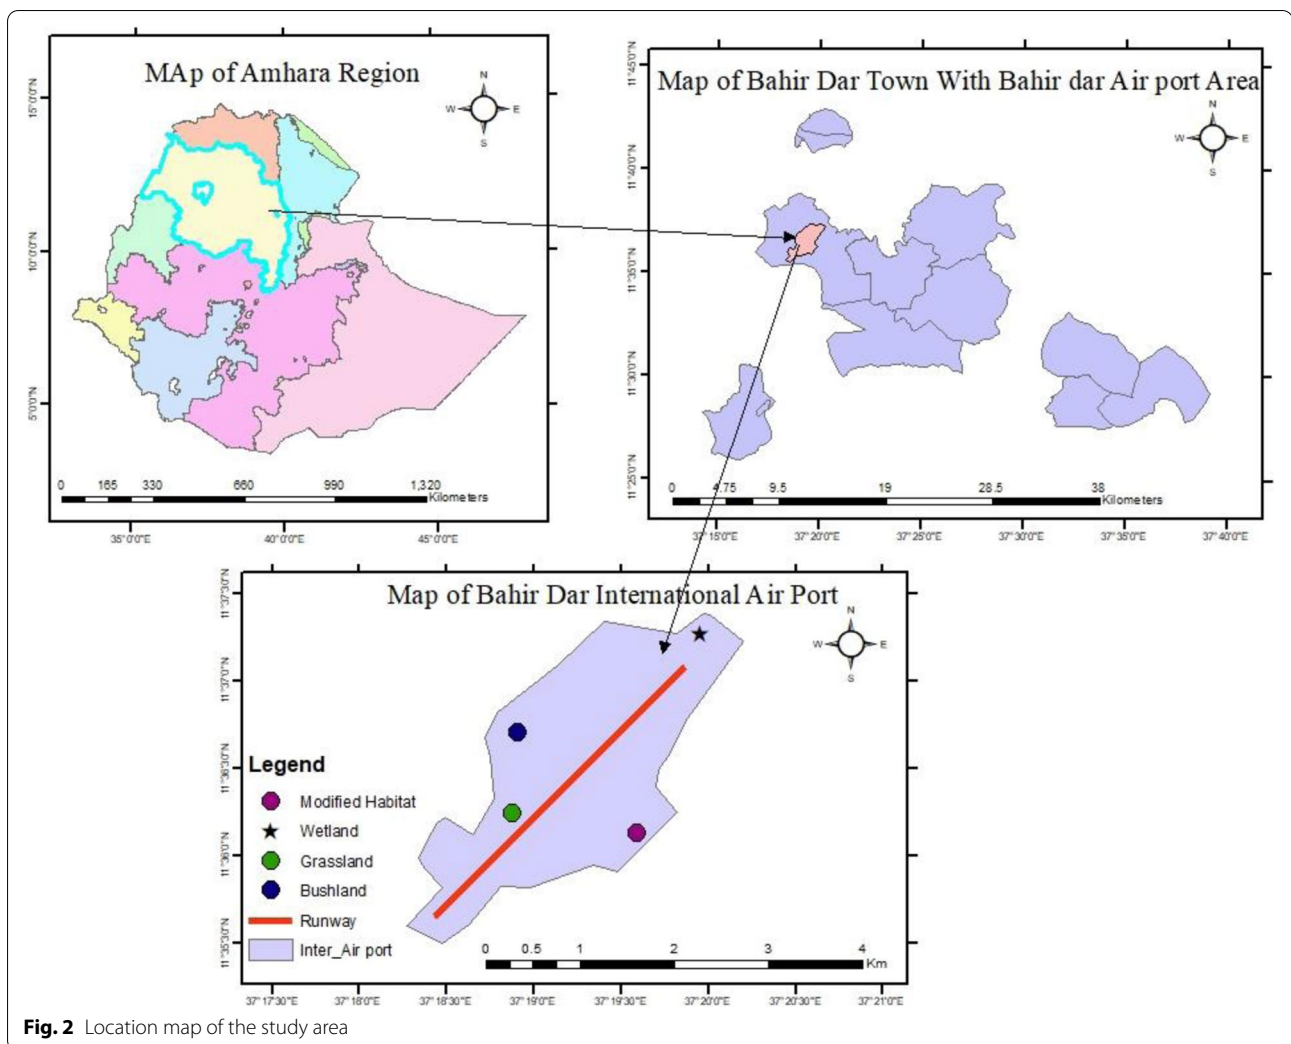 MAp of Amhara Region
N
W E
S
15°0'0"N
10°0'0"N
5°0'0"N
0 165 330 660 990 1,320
Kilometers
35°0'0"E 40°0'0"E 45°0'0"E
Map of Bahir Dar Town With Bahir dar Air port Area
N
W E
S
11°45'0"N
11°40'0"N
11°35'0"N
11°30'0"N
11°25'0"N
0 4.75 9.5 19 28.5 38
Kilometers
37°15'0"E 37°20'0"E 37°25'0"E 37°30'0"E 37°35'0"E 37°40'0"E
Map of Bahir Dar International Air Port
N
W E
S
11°37'30"N
11°37'0"N
11°36'30"N
11°36'0"N
11°35'30"N
Legend
Modified Habitat
Wetland
Grassland
Bushland
Runway
Inter_Air port
0 0.5 1 2 3 4
Km
37°17'30"E 37°18'0"E 37°18'30"E 37°19'0"E 37°19'30"E 37°20'0"E 37°20'30"E 37°21'0"E
Fig. 2 Location map of the study area